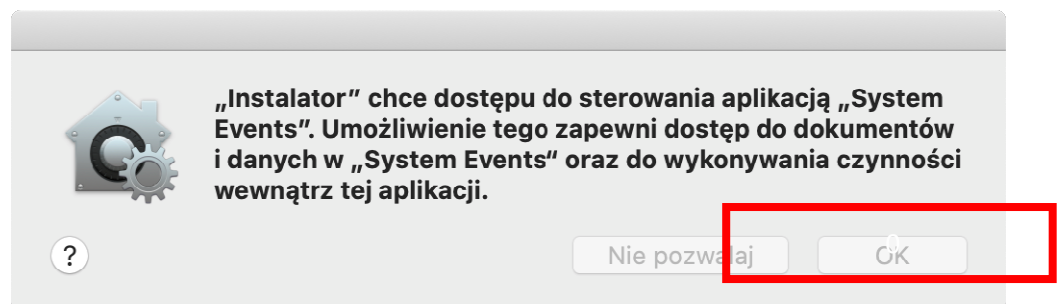 „Instalator” chce dostępu do sterowania aplikacją „System
Events”. Umożliwienie tego zapewni dostęp do dokumentów
i danych w „System Events“ oraz do wykonywania czynności
wewnątrz tej aplikacji.
?
Nie pozwalaj
OK